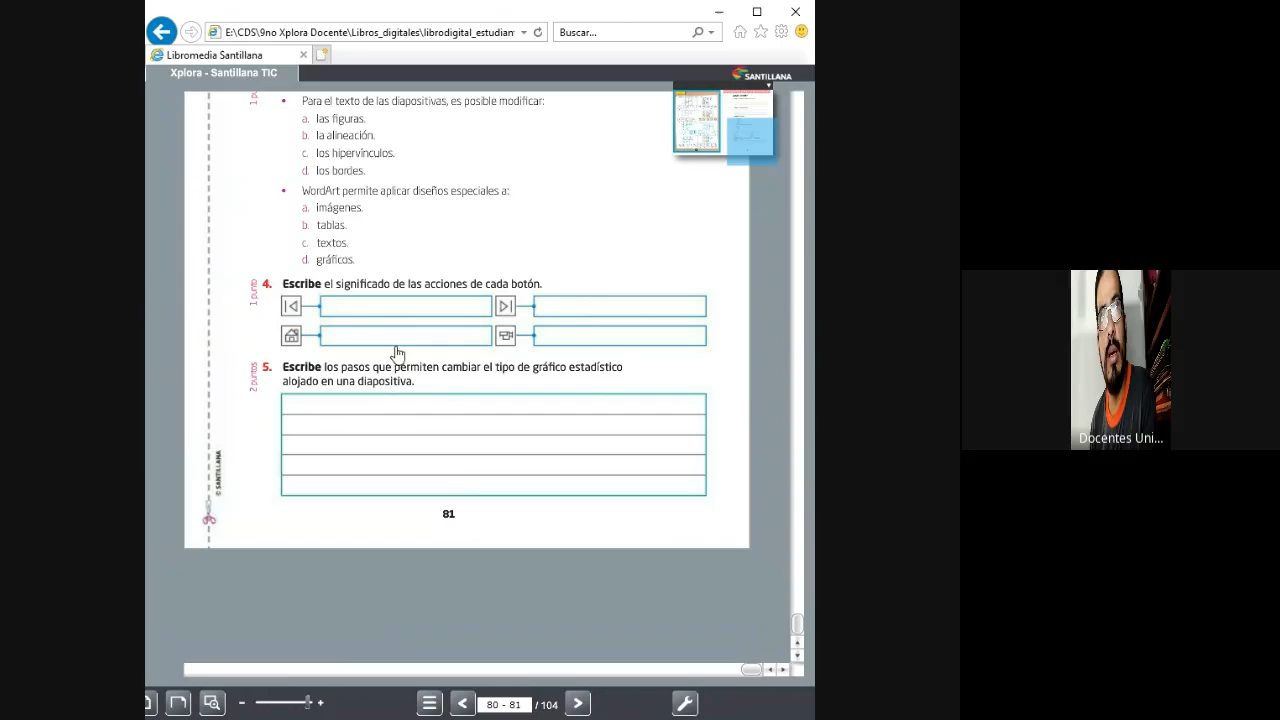 E:\CDS\9no Xplora Docente\Libros_digitales\librodigital_estudian
Buscar...
Libromedia Santillana
Xplora - Santillana TIC
SANTILLANA
• Para el texto de las diapositivas, es posible modificar:
a. las figuras.
b. la alineación.
c. los hipervínculos.
d. los bordes.
• WordArt permite aplicar diseños especiales a:
a. imágenes.
b. tablas.
c. textos.
d. gráficos.
1 punto
4. Escribe el significado de las acciones de cada botón.
2 puntos
5. Escribe los pasos que permiten cambiar el tipo de gráfico estadístico
alojado en una diapositiva.
© SANTILLANA
81
80 - 81 / 104
Docentes Uni...